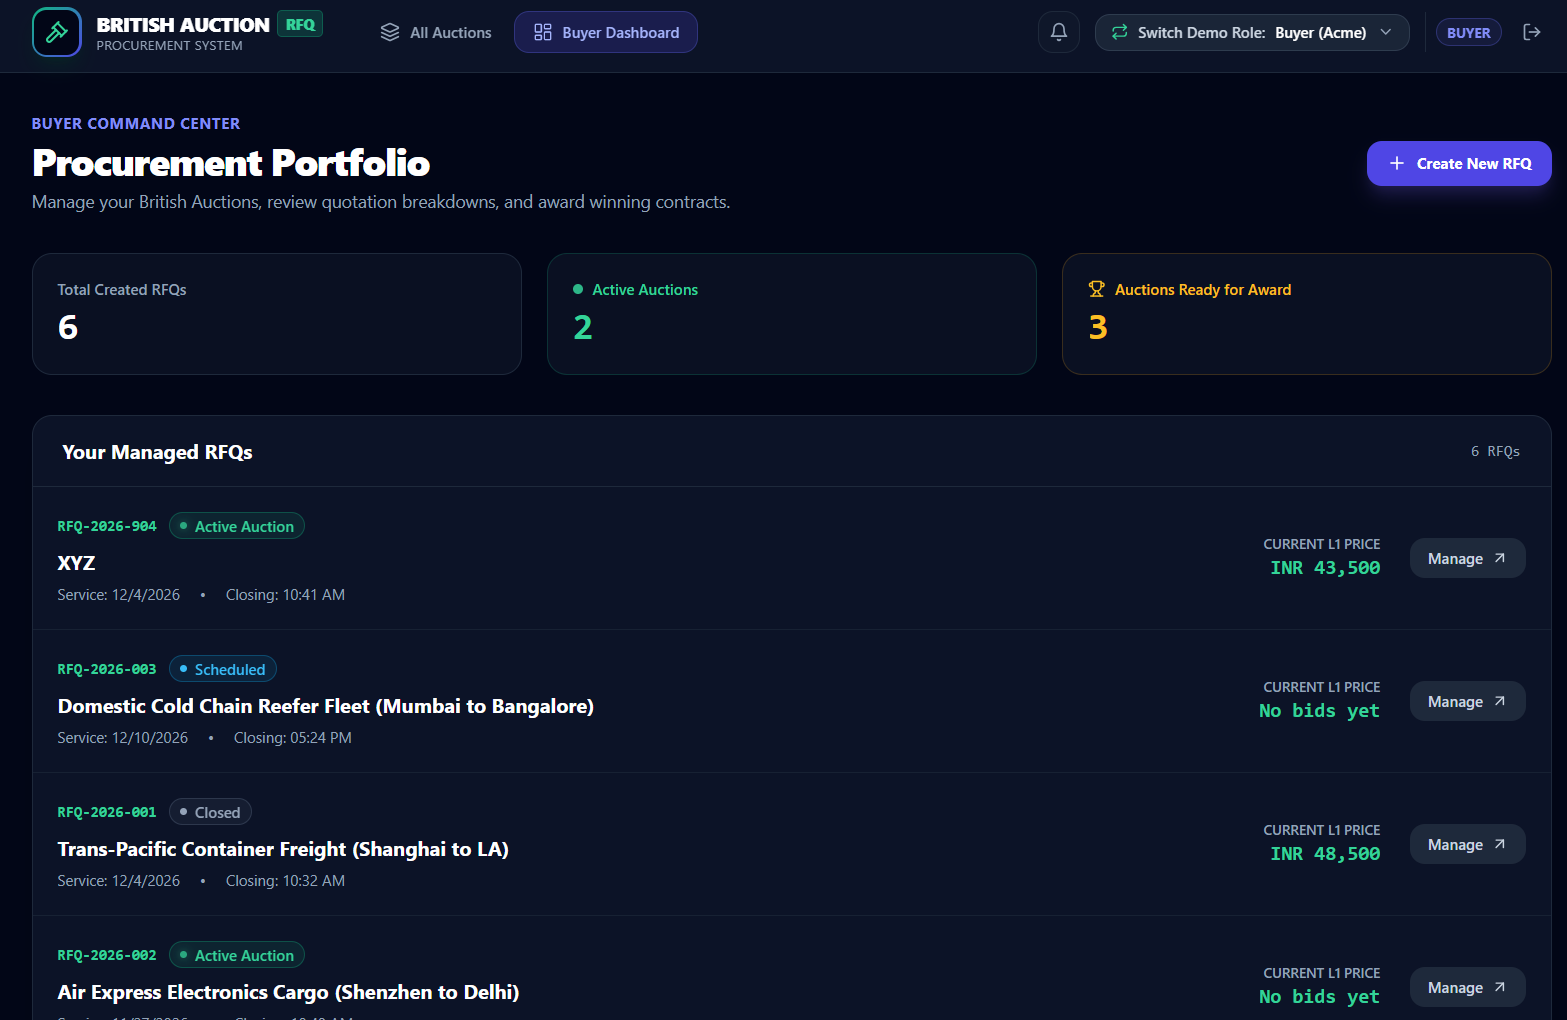 BRITISH AUCTION RFQ
PROCUREMENT SYSTEM
All Auctions
Buyer Dashboard
Switch Demo Role: Buyer (Acme)
BUYER
BUYER COMMAND CENTER
Procurement Portfolio
Manage your British Auctions, review quotation breakdowns, and award winning contracts.
Create New RFQ
Total Created RFQs
6
Active Auctions
2
Auctions Ready for Award
3
Your Managed RFQs
6 RFQs
RFQ-2026-904 Active Auction
XYZ
Service: 12/4/2026 • Closing: 10:41 AM
CURRENT L1 PRICE
INR 43,500
Manage
RFQ-2026-003 Scheduled
Domestic Cold Chain Reefer Fleet (Mumbai to Bangalore)
Service: 12/10/2026 • Closing: 05:24 PM
CURRENT L1 PRICE
No bids yet
Manage
RFQ-2026-001 Closed
Trans-Pacific Container Freight (Shanghai to LA)
Service: 12/4/2026 • Closing: 10:32 AM
CURRENT L1 PRICE
INR 48,500
Manage
RFQ-2026-002 Active Auction
Air Express Electronics Cargo (Shenzhen to Delhi)
CURRENT L1 PRICE
No bids yet
Manage